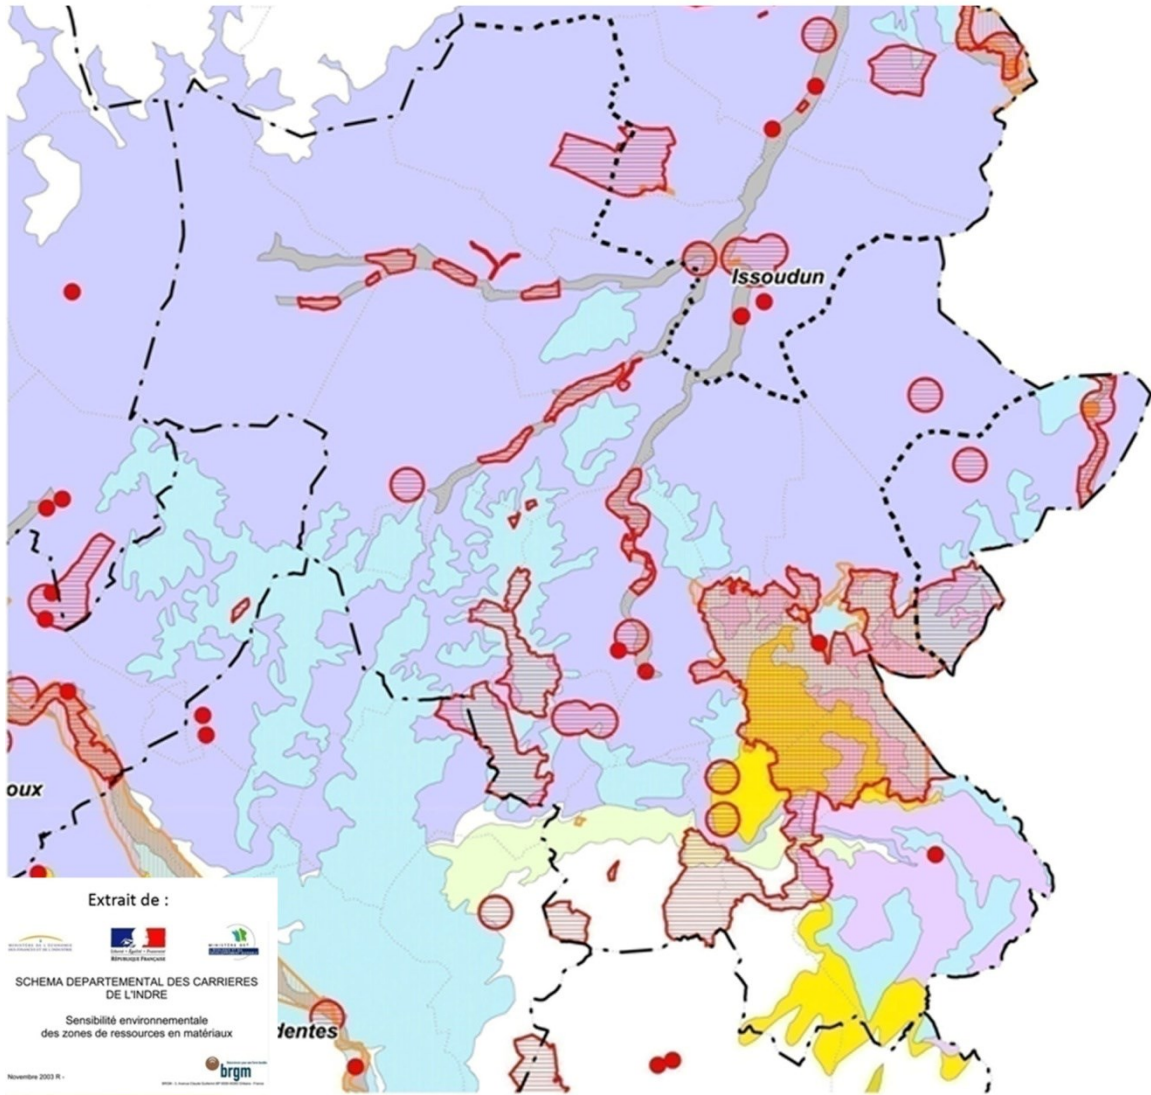 Issoudun
oux
Extrait de :
RÉPUBLIQUE FRANÇAISE
SCHEMA DEPARTEMENTAL DES CARRIERES
DE L'INDRE
Sensibilité environnementale
des zones de ressources en matériaux
dentes
brgm
Novembre 2003 R -